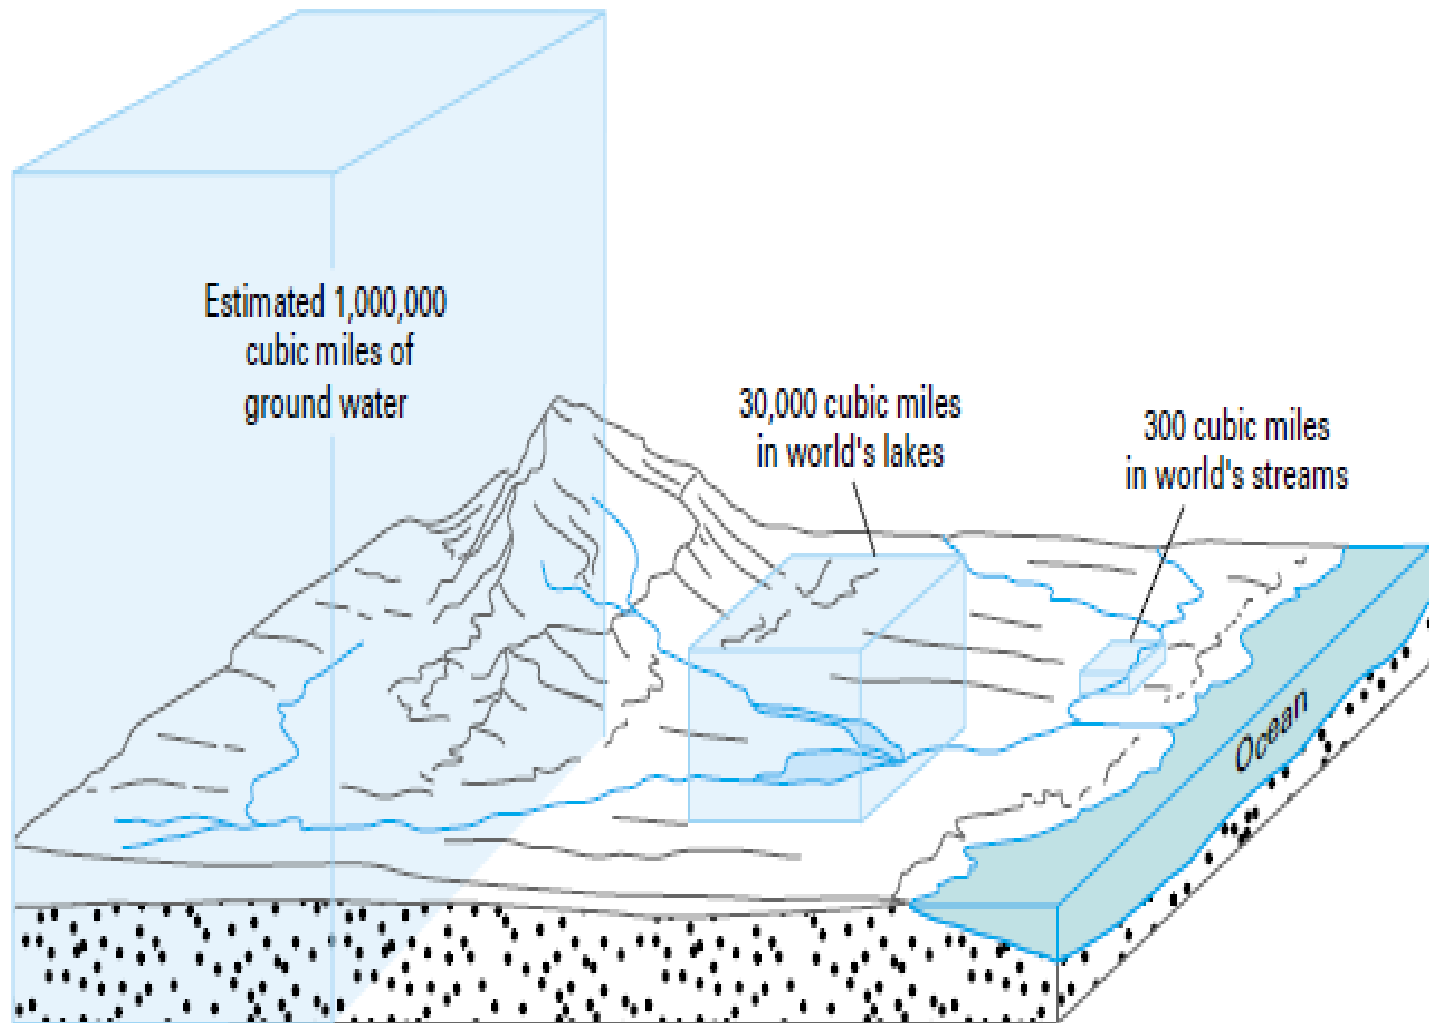 Estimated 1,000,000
cubic miles of
ground water
30,000 cubic miles
in world's lakes
300 cubic miles
in world's streams
Ocean